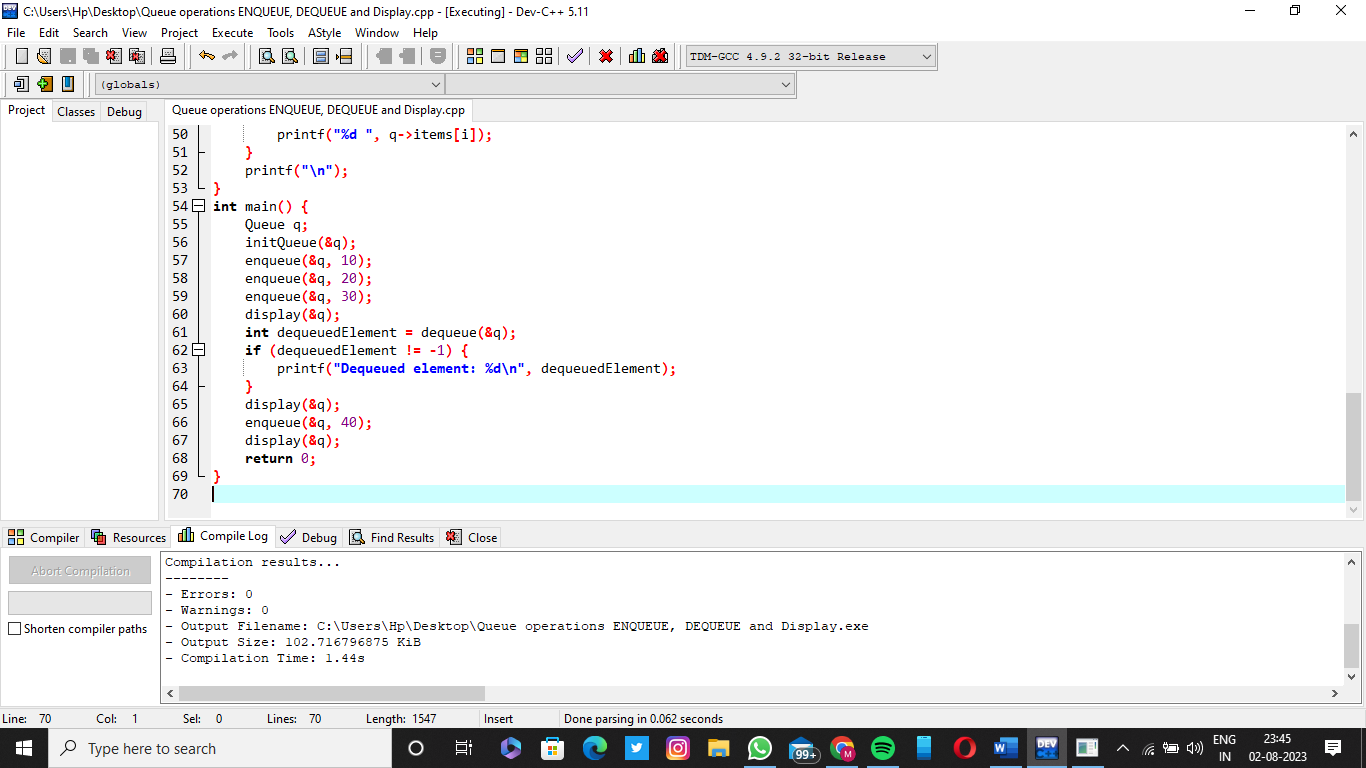 C:\Users\Hp\Desktop\Queue operations ENQUEUE, DEQUEUE and Display.cpp - [Executing] - Dev-C++ 5.11
File Edit Search View Project Execute Tools AStyle Window Help
TDM-GCC 4.9.2 32-bit Release
(globals)
Project Classes Debug
Queue operations ENQUEUE, DEQUEUE and Display.cpp
50 printf("%d ", q->items[i]);
51 }
52 printf("\n");
53 }
54 int main() {
55 Queue q;
56 initQueue(&q);
57 enqueue(&q, 10);
58 enqueue(&q, 20);
59 enqueue(&q, 30);
60 display(&q);
61 int dequeuedElement = dequeue(&q);
62 if (dequeuedElement != -1) {
63 printf("Dequeued element: %d\n", dequeuedElement);
64 }
65 display(&q);
66 enqueue(&q, 40);
67 display(&q);
68 return 0;
69 }
70
Compiler Resources Compile Log Debug Find Results Close
Abort Compilation
Shorten compiler paths
Compilation results...
--------
- Errors: 0
- Warnings: 0
- Output Filename: C:\Users\Hp\Desktop\Queue operations ENQUEUE, DEQUEUE and Display.exe
- Output Size: 102.716796875 KiB
- Compilation Time: 1.44s
Line: 70 Col: 1 Sel: 0 Lines: 70 Length: 1547 Insert Done parsing in 0.062 seconds
Type here to search
99+
M
W
DEV
C++
ENG
IN
23:45
02-08-2023